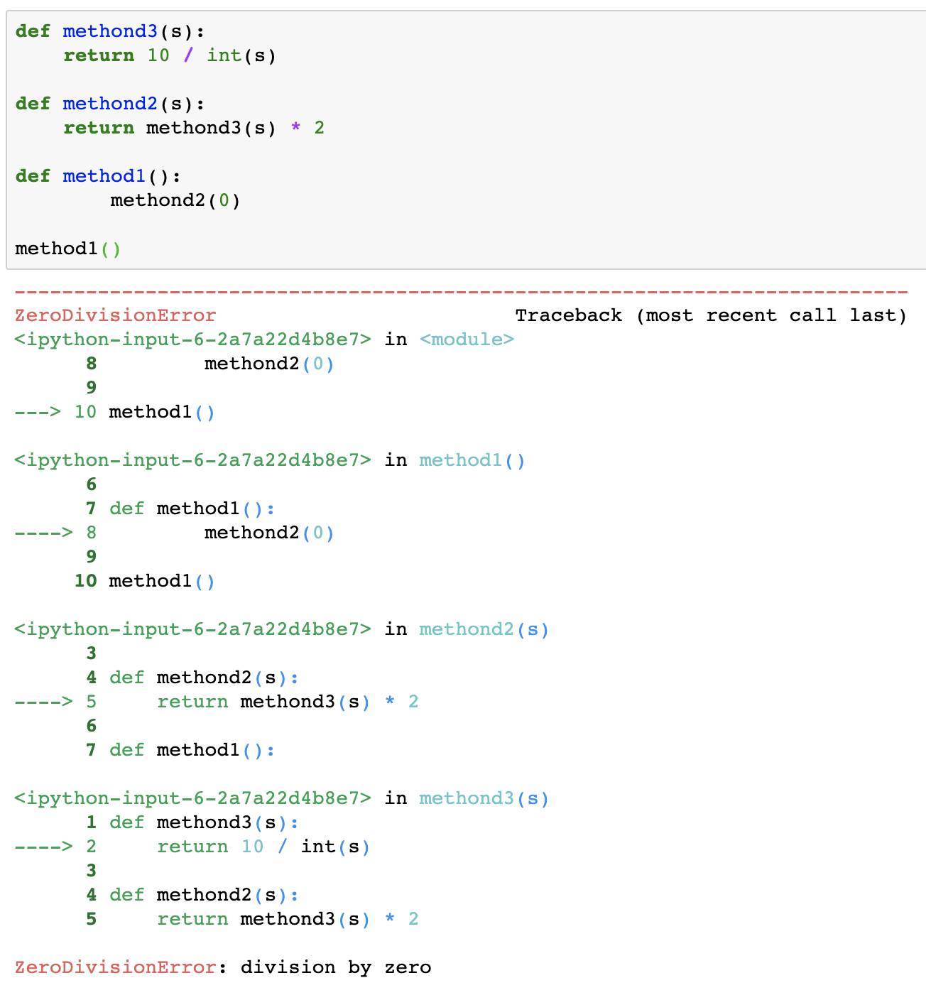 def methond3(s):
    return 10 / int(s)

def methond2(s):
    return methond3(s) * 2

def method1():
        methond2(0)

method1()
---------------------------------------------------------------------------
ZeroDivisionError                         Traceback (most recent call last)
<ipython-input-6-2a7a22d4b8e7> in <module>
      8         methond2(0)
      9
---> 10 method1()

<ipython-input-6-2a7a22d4b8e7> in method1()
      6
      7 def method1():
----> 8         methond2(0)
      9
     10 method1()

<ipython-input-6-2a7a22d4b8e7> in methond2(s)
      3
      4 def methond2(s):
----> 5     return methond3(s) * 2
      6
      7 def method1():

<ipython-input-6-2a7a22d4b8e7> in methond3(s)
      1 def methond3(s):
----> 2     return 10 / int(s)
      3
      4 def methond2(s):
      5     return methond3(s) * 2

ZeroDivisionError: division by zero